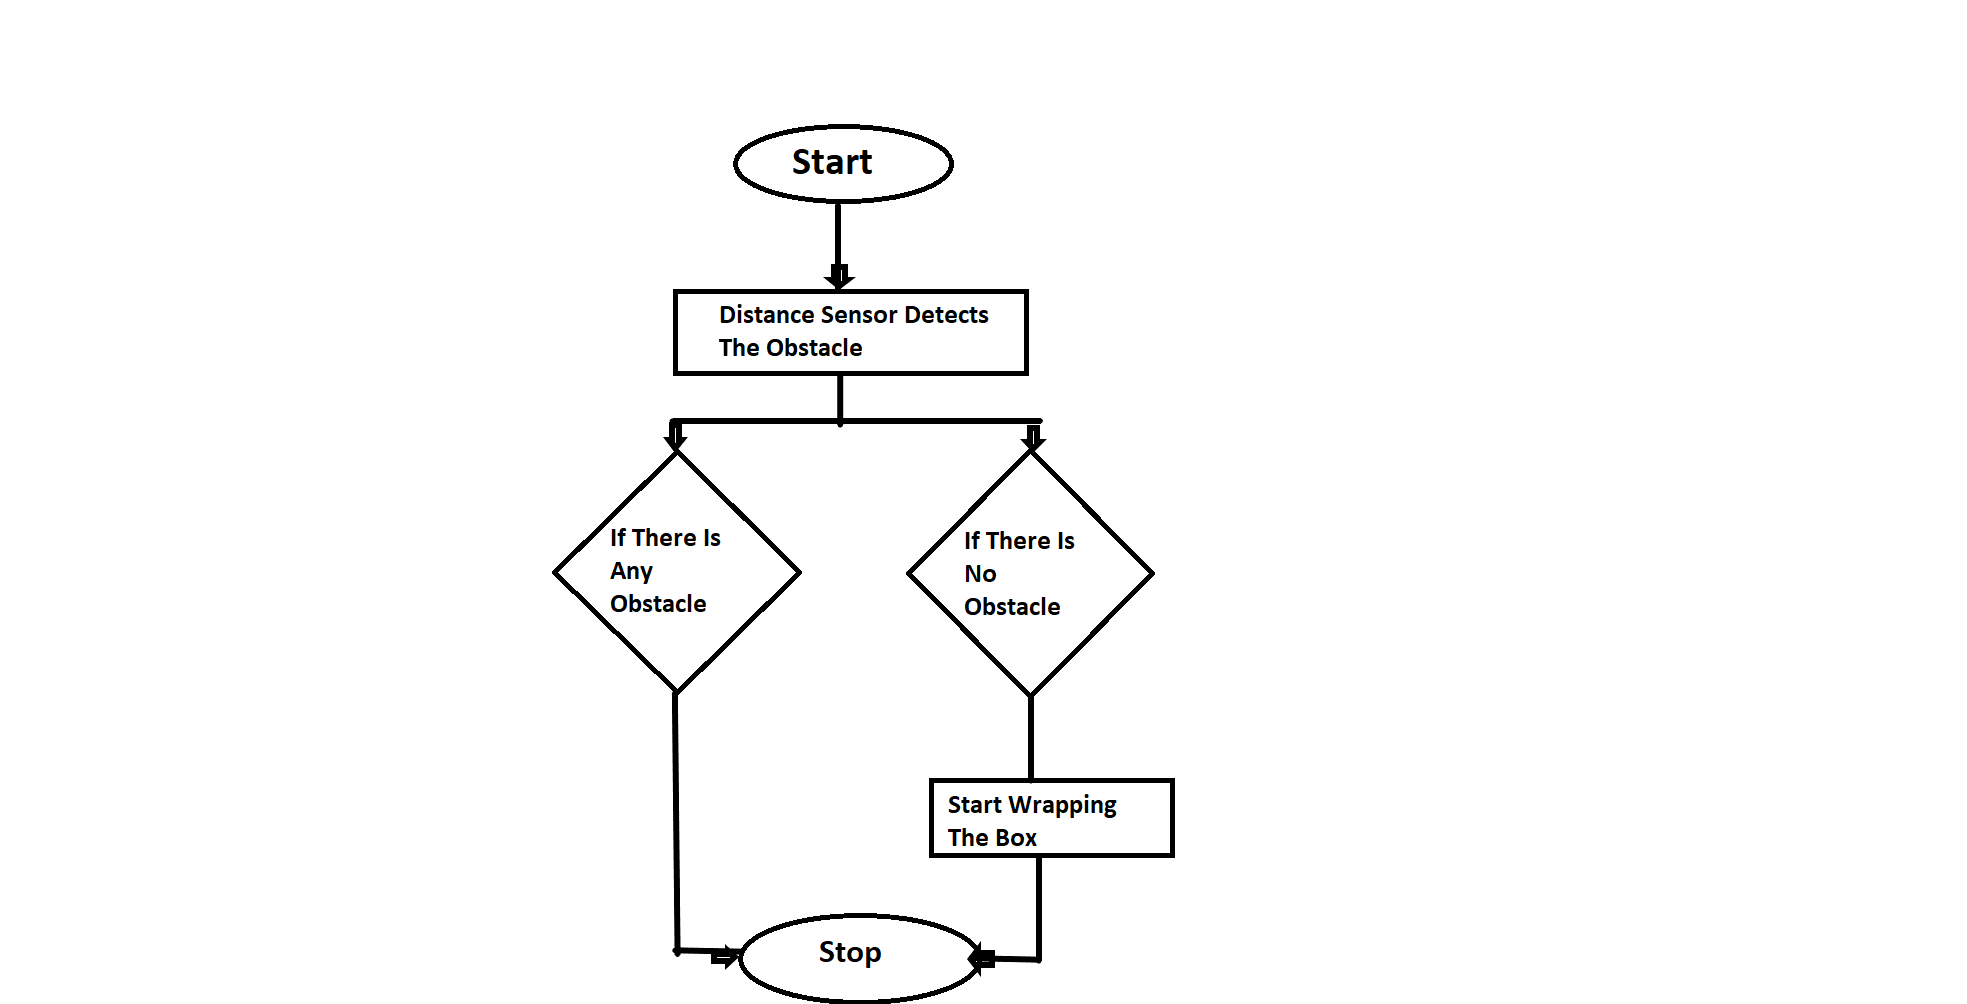 Start
Distance Sensor Detects
The Obstacle
If There Is
Any
Obstacle
If There Is
No
Obstacle
Start Wrapping
The Box
Stop